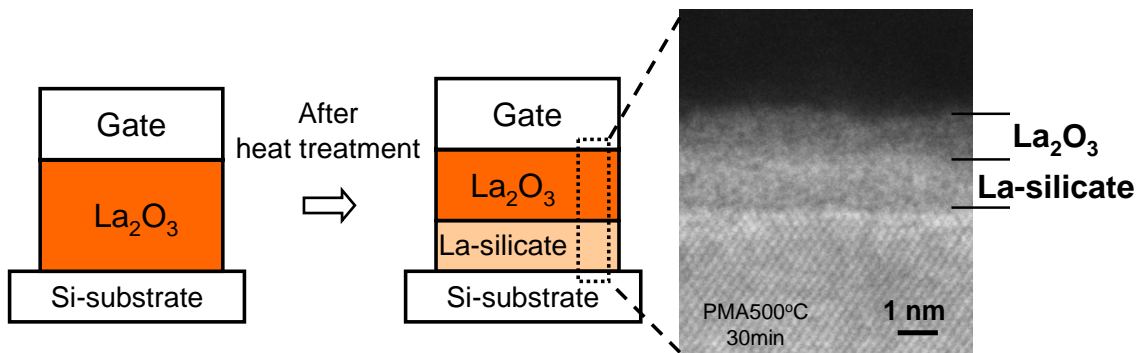 Gate
La₂O₃
Si-substrate
After
heat treatment
Gate
La₂O₃
La-silicate
Si-substrate
PMA500ºC
30min
1 nm
La₂O₃
La-silicate